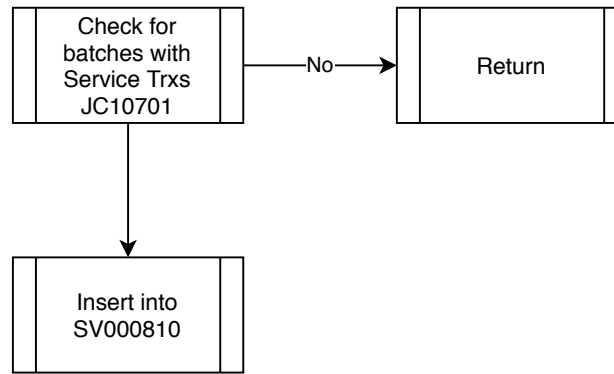 Check for
batches with
Service Trxs
JC10701
No
Return
Insert into
SV000810